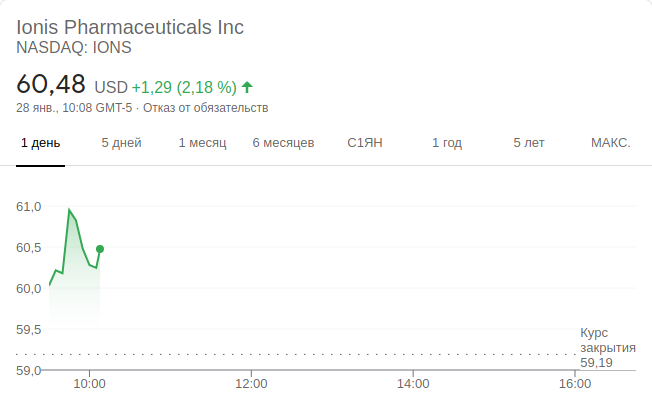 Ionis Pharmaceuticals Inc
NASDAQ: IONS
60,48 USD +1,29 (2,18 %)
28 янв., 10:08 GMT-5 · Отказ от обязательств
1 день 5 дней 1 месяц 6 месяцев С1ЯН 1 год 5 лет МАКС.
61,0
60,5
60,0
59,5
Курс
закрытия
59,19
59,0
10:00 12:00 14:00 16:00